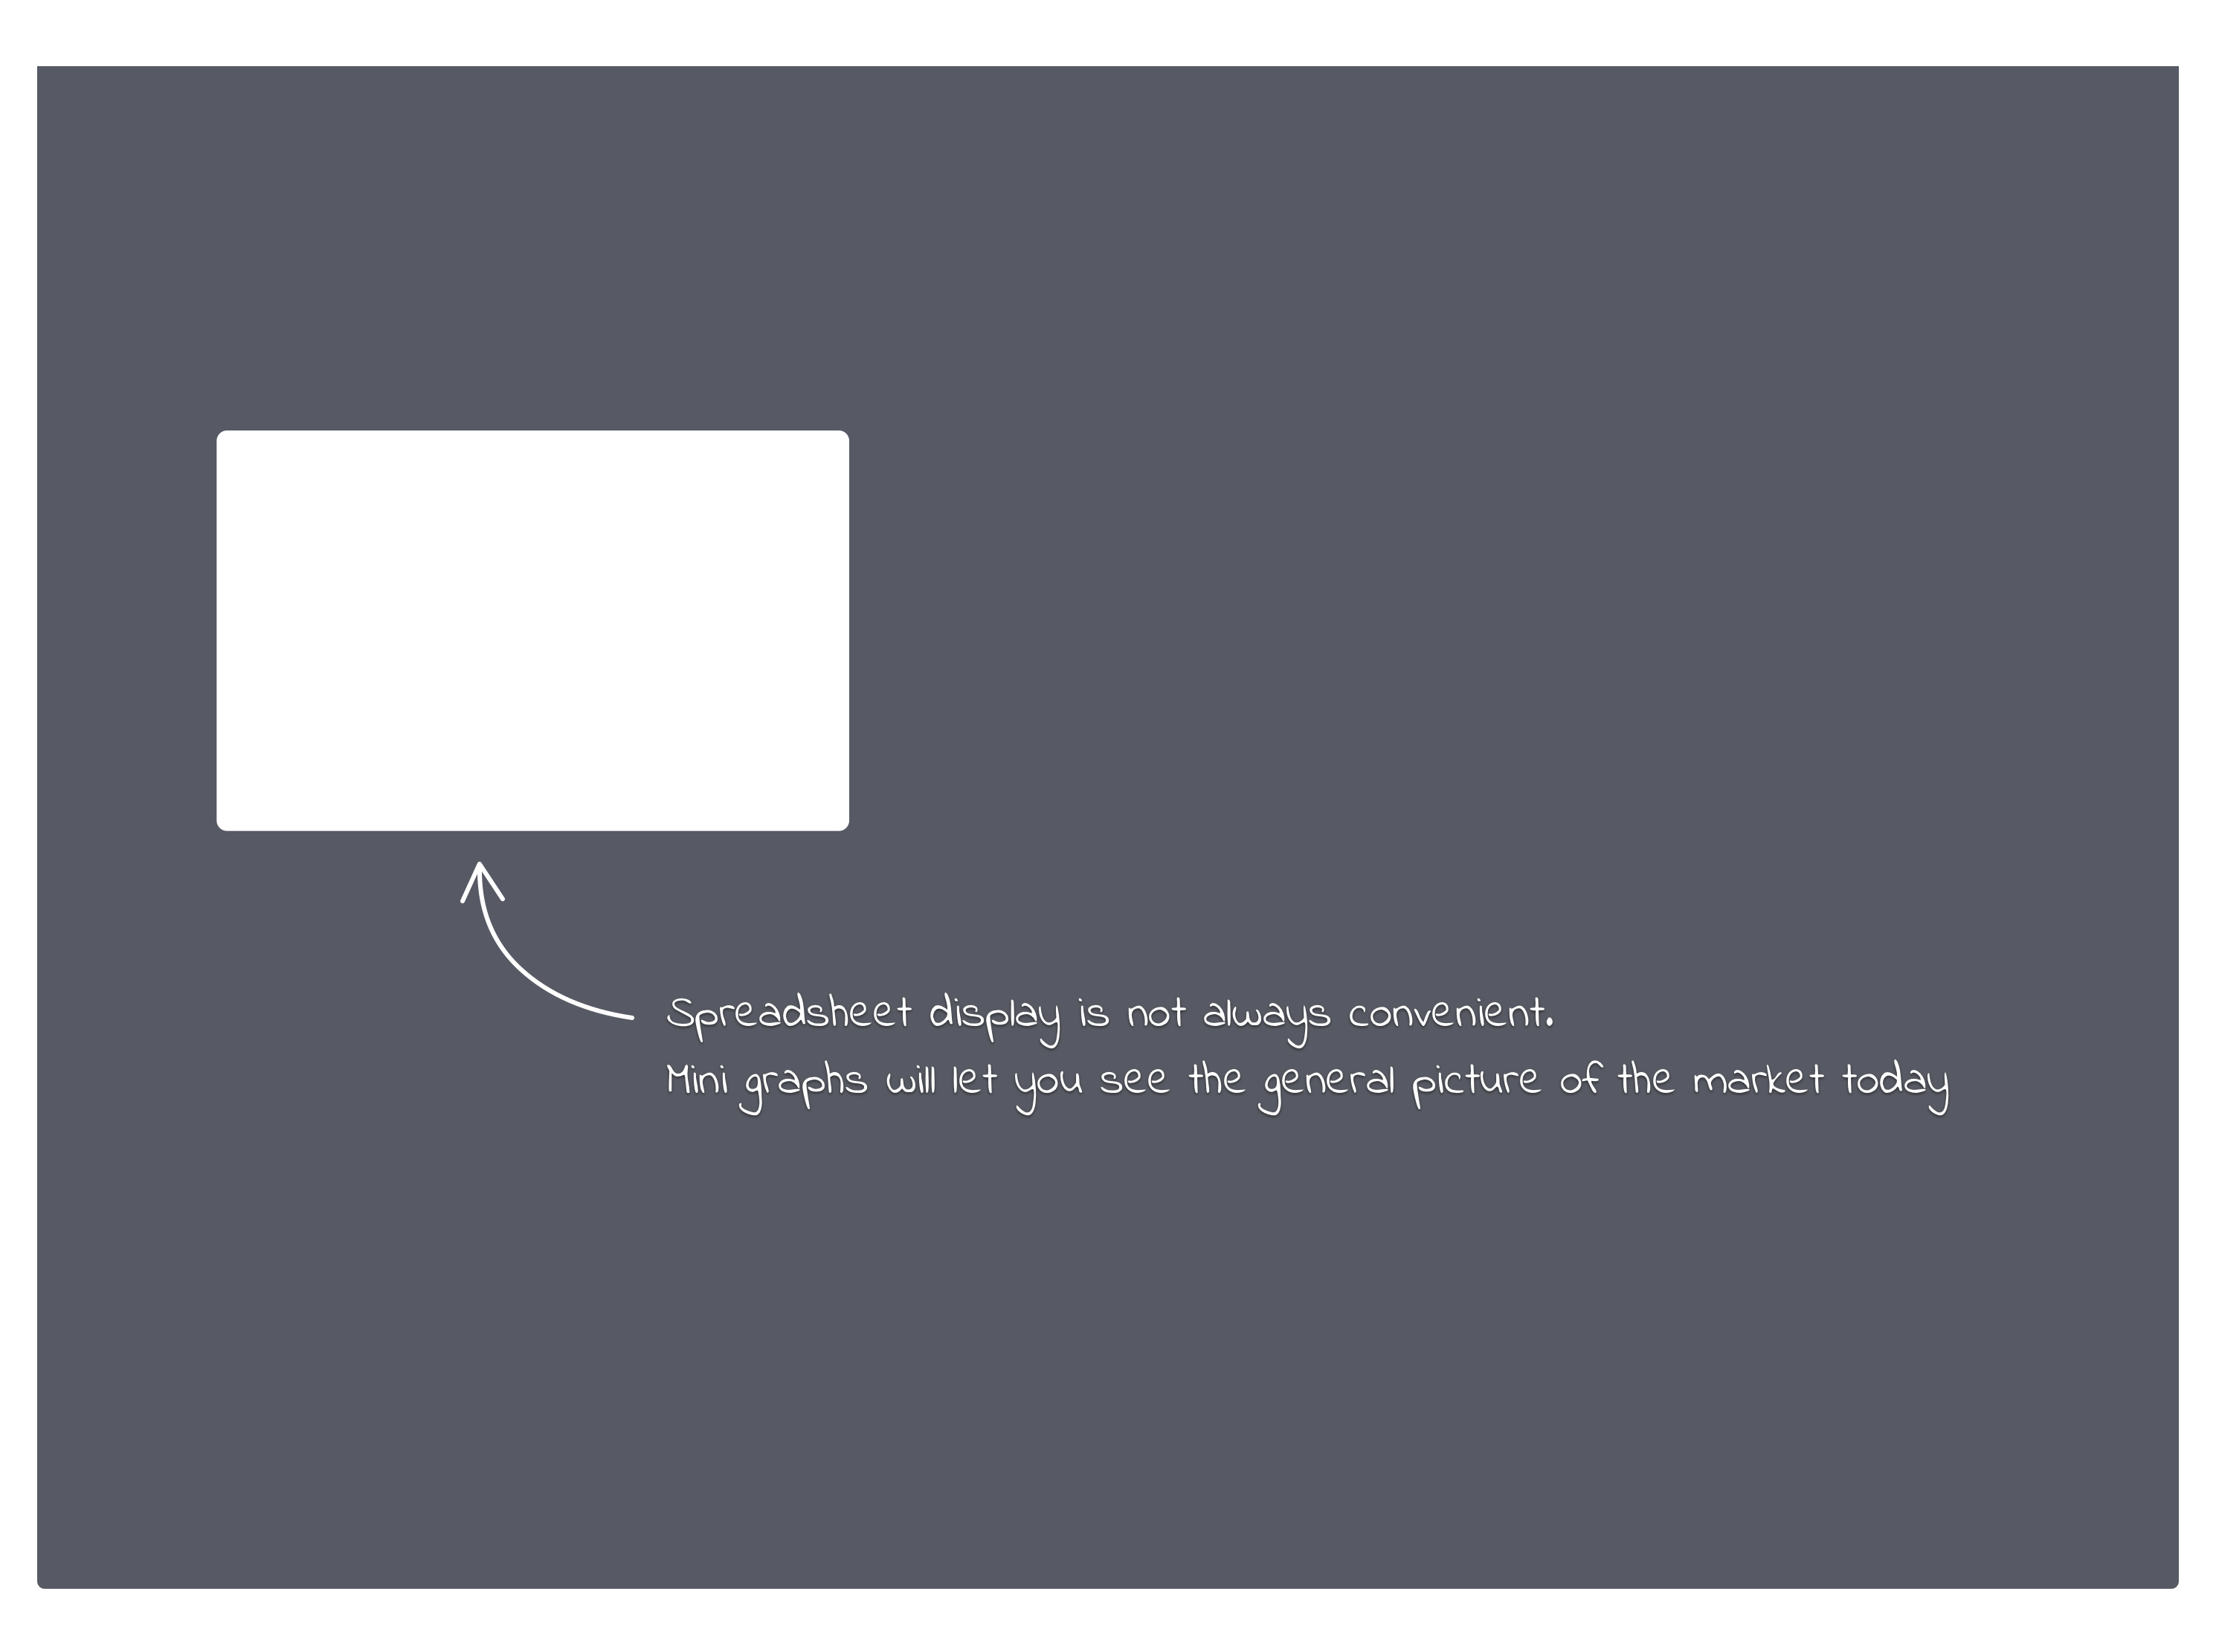 Spreadsheet display is not always convenient.
Mini graphs will let you see the general picture of the market today